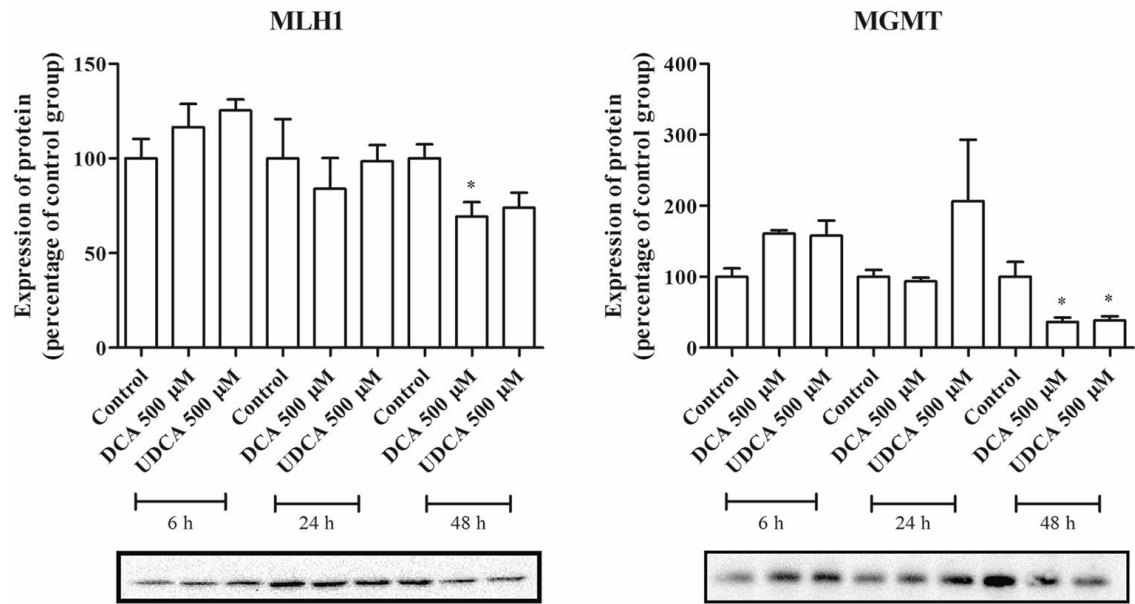 MLH1
Expression of protein
(percentage of control group)
150
100
50
0
*
Control
DCA 500 µM
UDCA 500 µM
Control
DCA 500 µM
UDCA 500 µM
Control
DCA 500 µM
UDCA 500 µM
6 h
24 h
48 h
MGMT
Expression of protein
(percentage of control group)
400
300
200
100
0
*
*
Control
DCA 500 µM
UDCA 500 µM
Control
DCA 500 µM
UDCA 500 µM
Control
DCA 500 µM
UDCA 500 µM
6 h
24 h
48 h